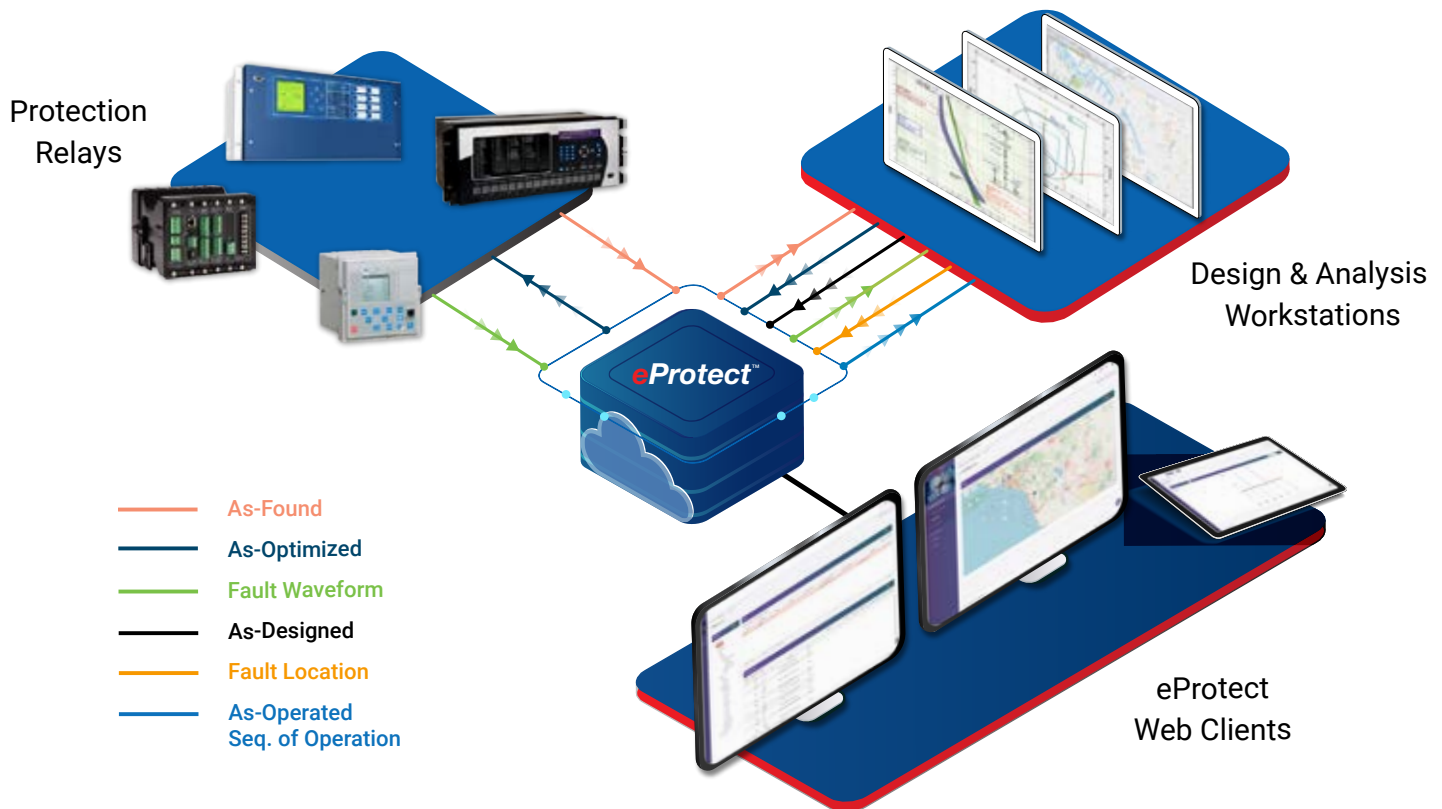 Protection
Relays
Design & Analysis
Workstations
eProtect™
As-Found
As-Optimized
Fault Waveform
As-Designed
Fault Location
As-Operated
Seq. of Operation
eProtect
Web Clients